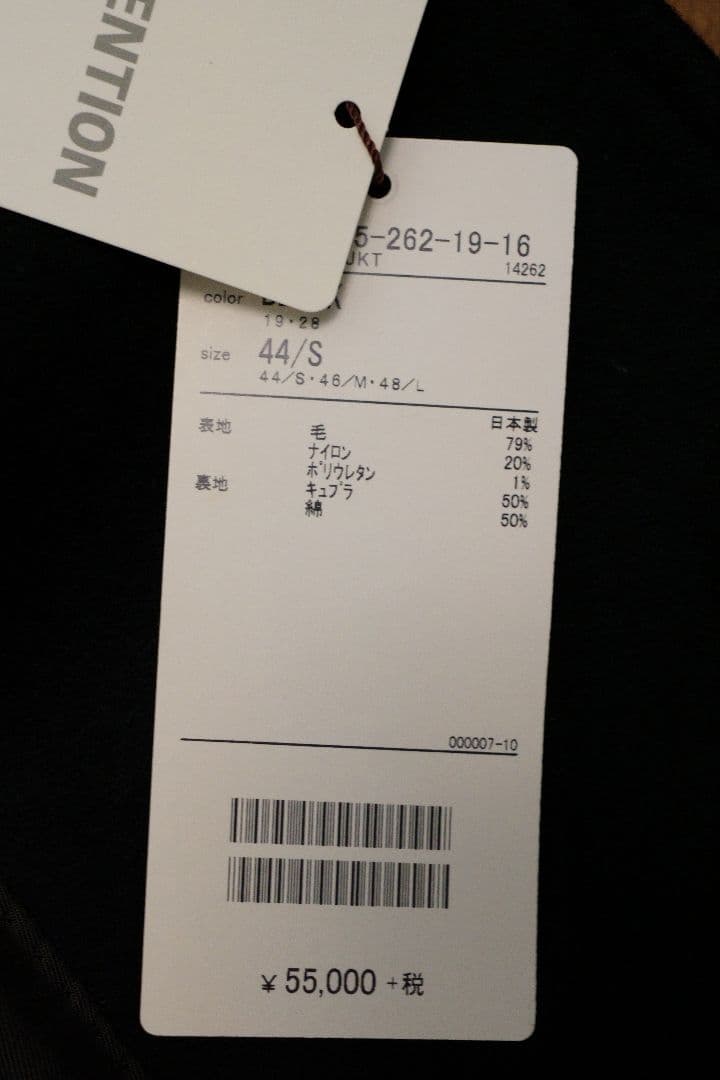 ENTION
5-262-19-16
JKT
14262
color
19・28
size 44/S
44/S・46/M・48/L
日本製
表地 毛 79%
ナイロン 20%
ポリウレタン 1%
裏地 キュプラ 50%
綿 50%
000007-10
¥ 55,000 +税